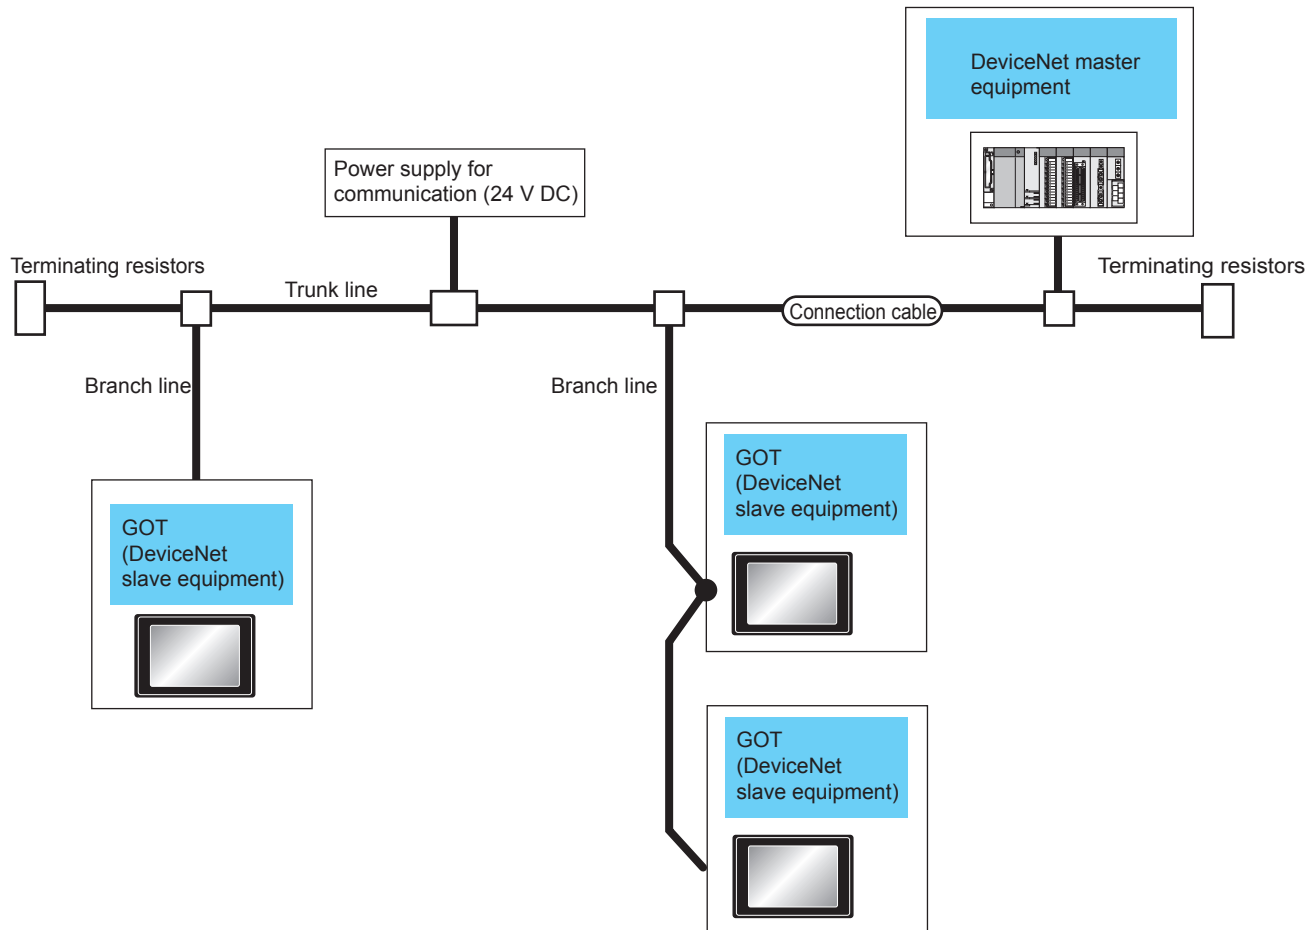 DeviceNet master
equipment
Power supply for
communication (24 V DC)
Terminating resistors
Trunk line
Connection cable
Terminating resistors
Branch line
Branch line
GOT
(DeviceNet
slave equipment)
GOT
(DeviceNet
slave equipment)
GOT
(DeviceNet
slave equipment)